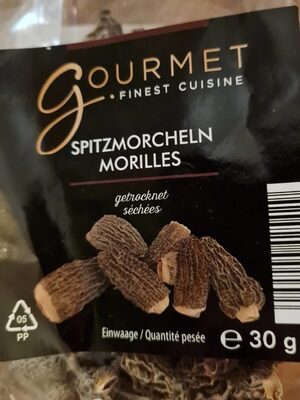 gourmet
FINEST CUISINE
SPITZMORCHELN
MORILLES
getrocknet
séchées
05
PP
Einwaage / Quantité pesée
℮ 30 g